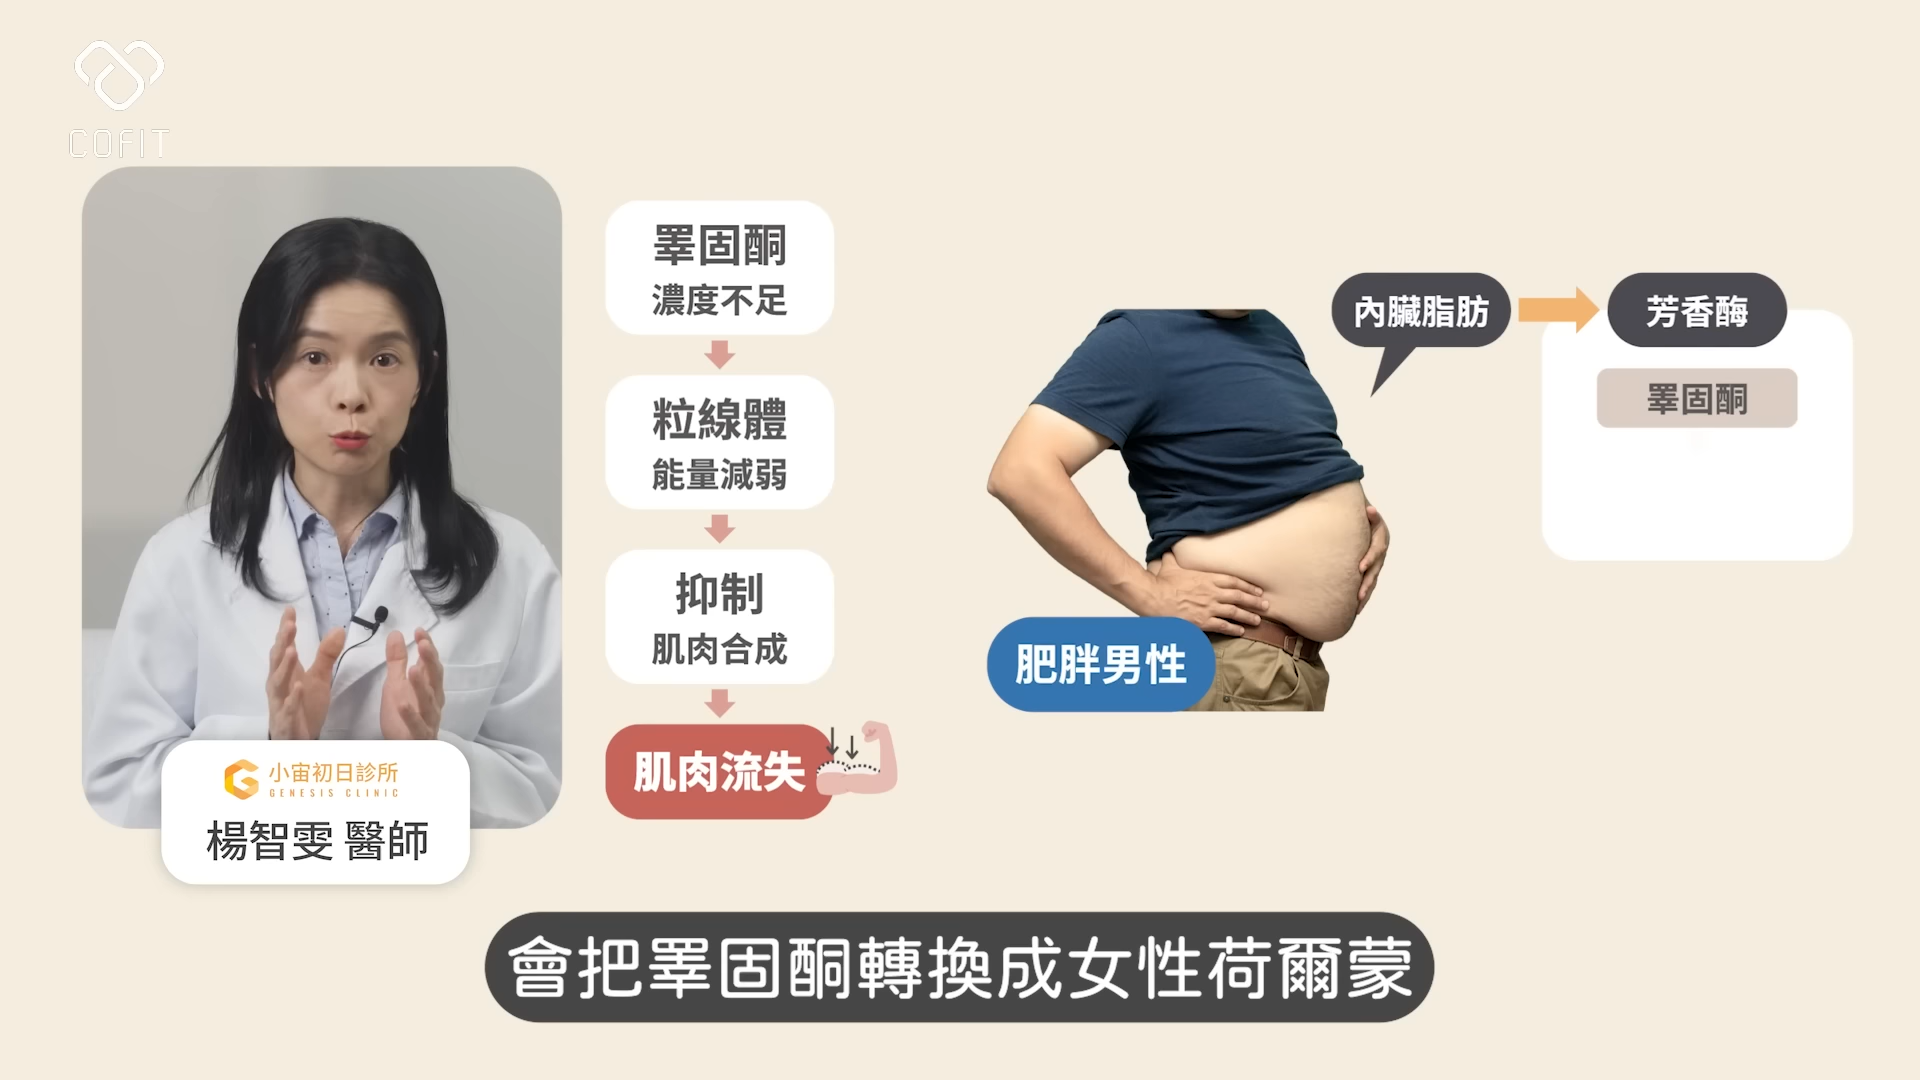 COFIT
睪固酮
濃度不足
粒線體
能量減弱
抑制
肌肉合成
肌肉流失
內臟脂肪
芳香酶
睪固酮
肥胖男性
小宙初日診所
GENESIS CLINIC
楊智雯 醫師
會把睪固酮轉換成女性荷爾蒙